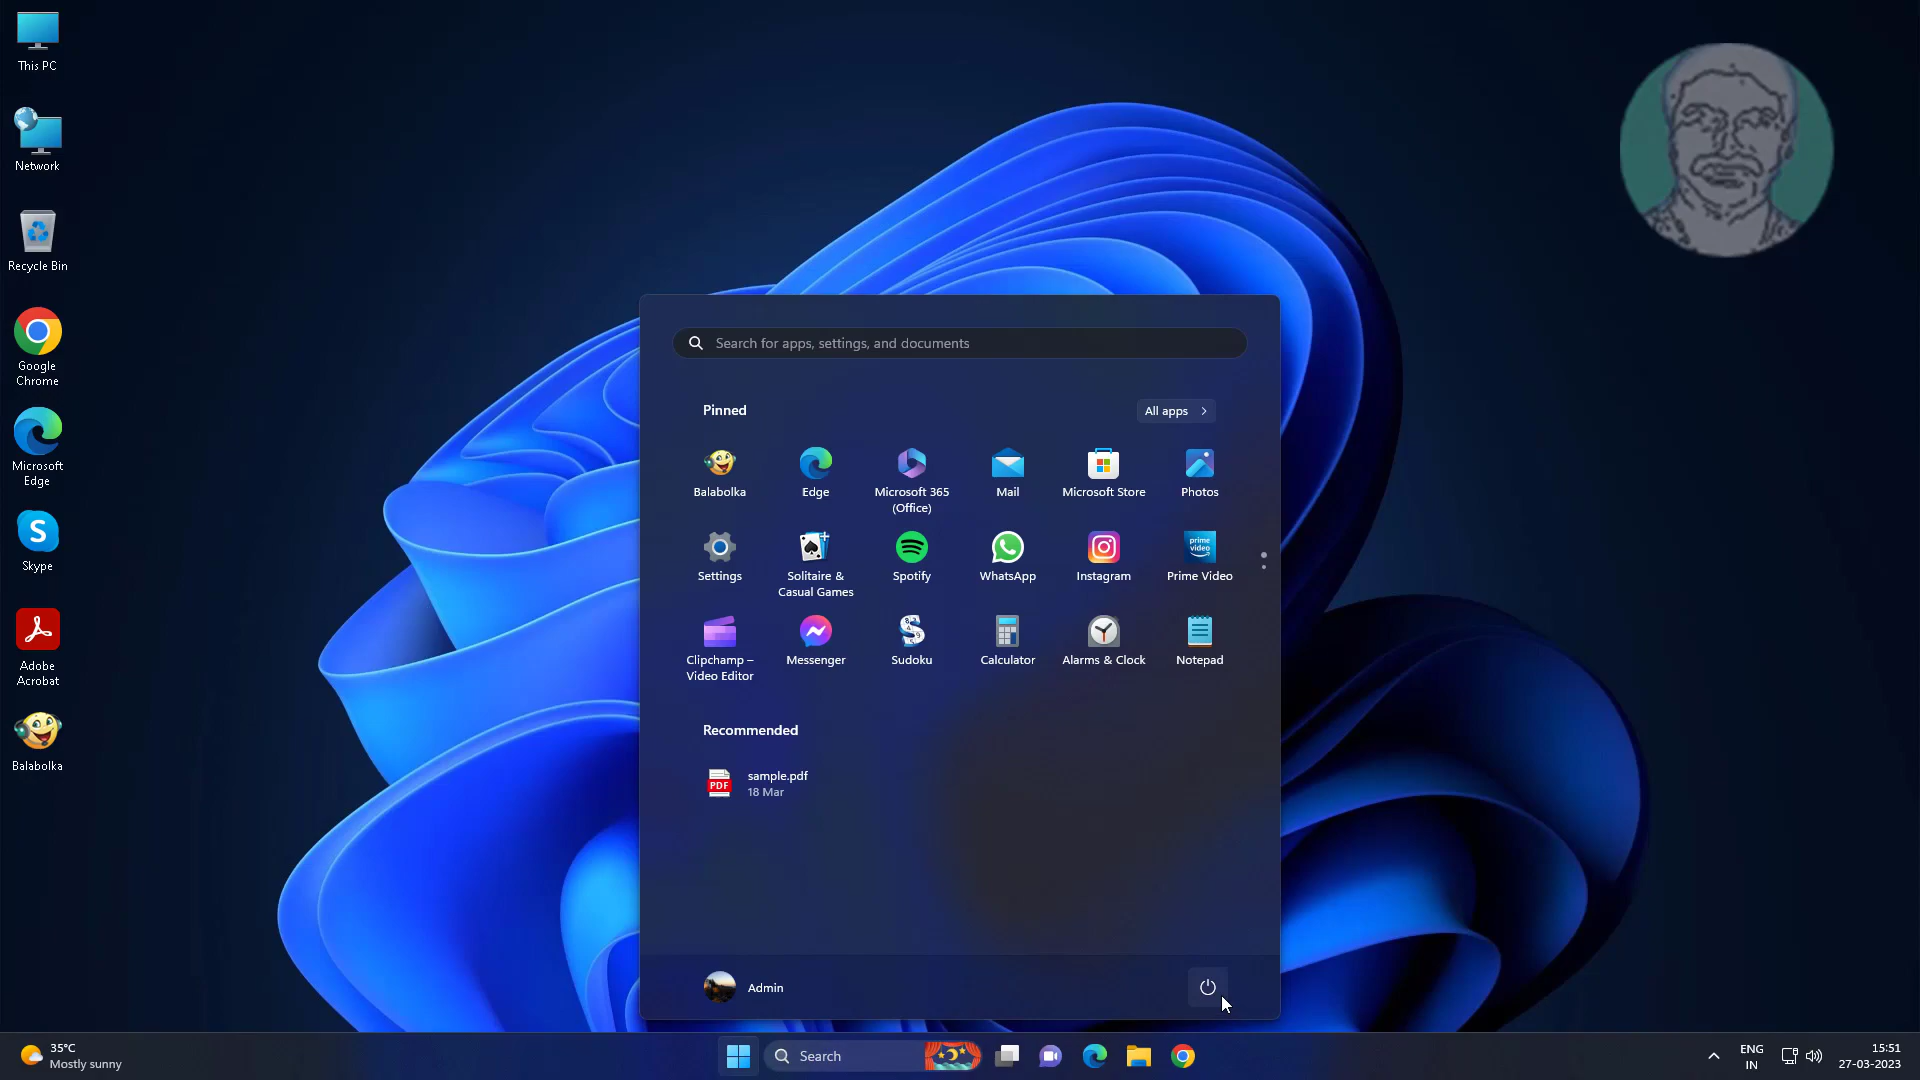 This PC
Network
Recycle Bin
Google
Chrome
Microsoft
Edge
S
Skype
Adobe
Acrobat
Balabolka
Search for apps, settings, and documents
Pinned
All apps
Balabolka
Edge
Microsoft 365
(Office)
Mail
Microsoft Store
Photos
Settings
Solitaire &
Casual Games
Spotify
WhatsApp
Instagram
prime
video
Prime Video
Clipchamp –
Video Editor
Messenger
Sudoku
Calculator
Alarms & Clock
Notepad
Recommended
PDF
sample.pdf
18 Mar
Admin
35°C
Mostly sunny
Search
ENG
IN
15:51
27-03-2023